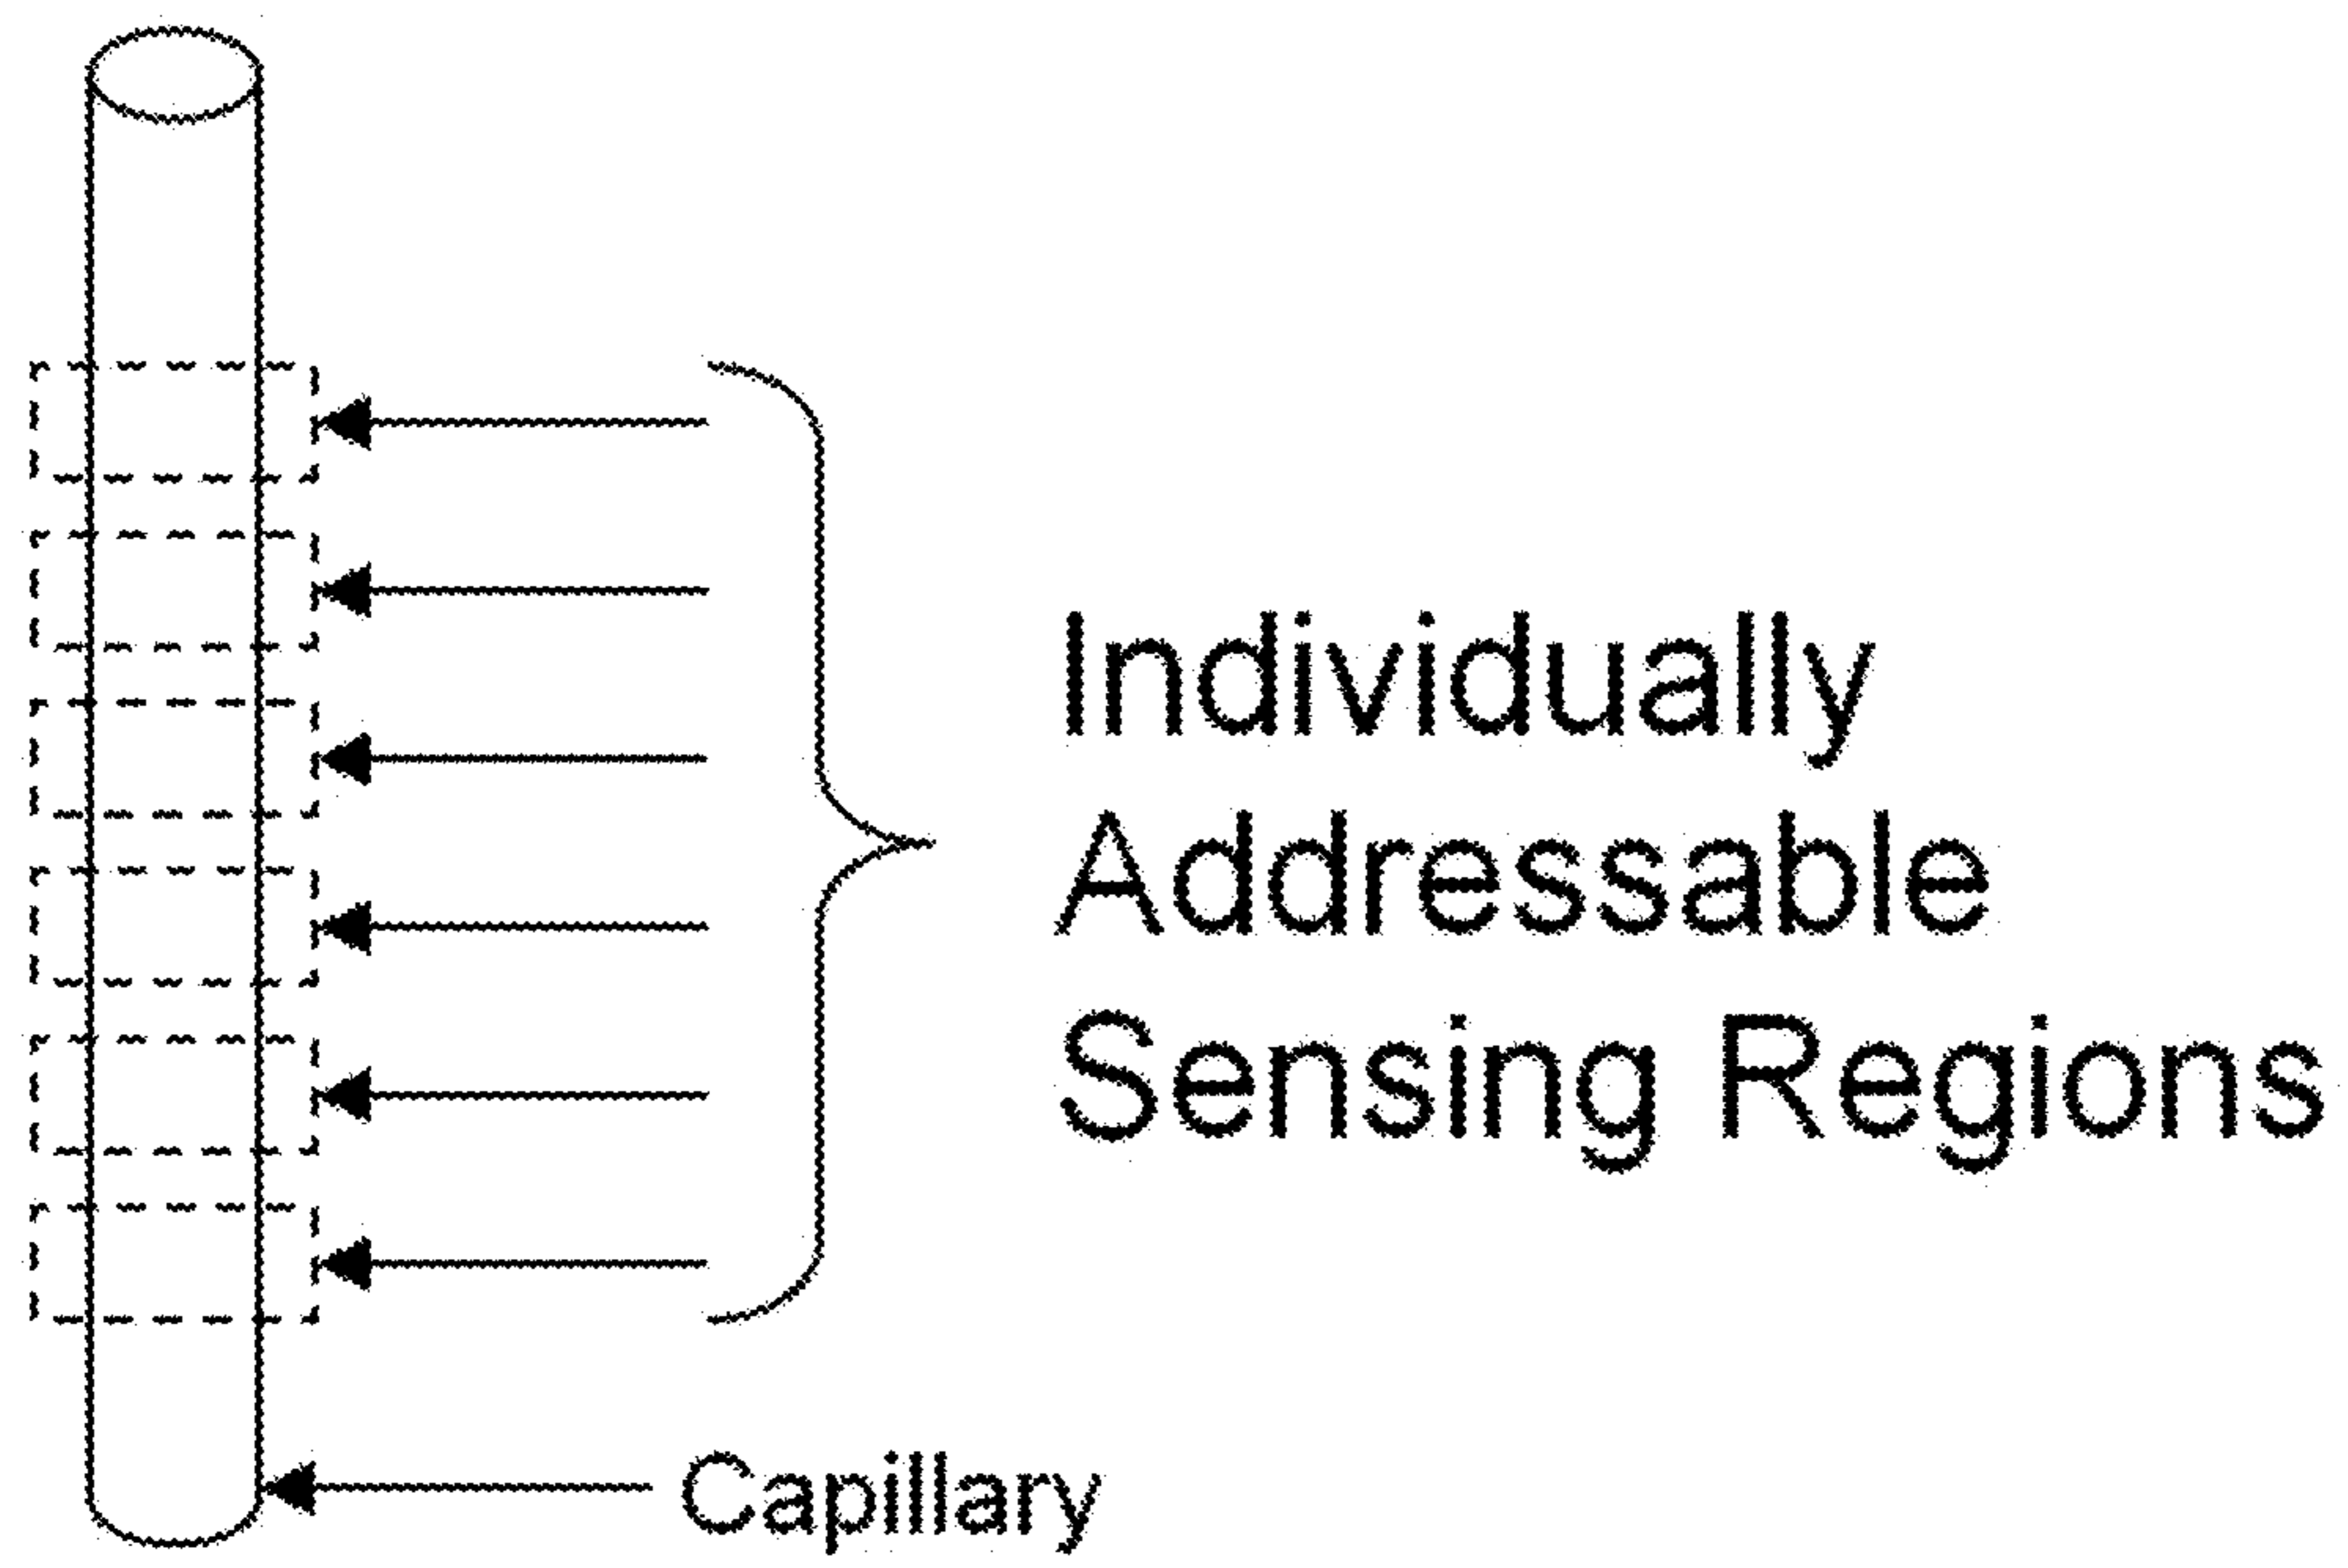 Individually
Addressable
Sensing Regions
Capillary